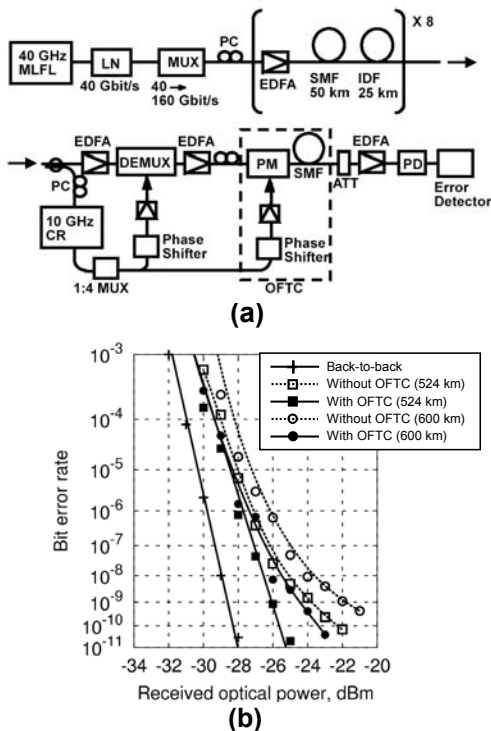 40 GHz
MLFL
LN
40 Gbit/s
MUX
40 →
160 Gbit/s
PC
EDFA
SMF
50 km
IDF
25 km
X 8
PC
EDFA
DEMUX
EDFA
PM
SMF
ATT
EDFA
PD
Error
Detector
10 GHz
CR
1:4 MUX
Phase
Shifter
Phase
Shifter
OFTC
(a)
Bit error rate
10-3
10-4
10-5
10-6
10-7
10-8
10-9
10-10
10-11
Back-to-back
Without OFTC (524 km)
With OFTC (524 km)
Without OFTC (600 km)
With OFTC (600 km)
-34 -32 -30 -28 -26 -24 -22 -20
Received optical power, dBm
(b)